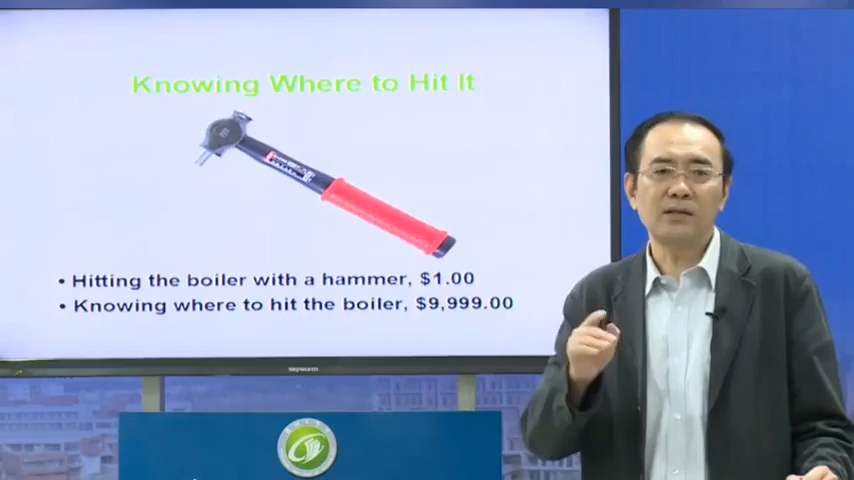 Knowing Where to Hit It
• Hitting the boiler with a hammer, $1.00
• Knowing where to hit the boiler, $9,999.00
Skyworth